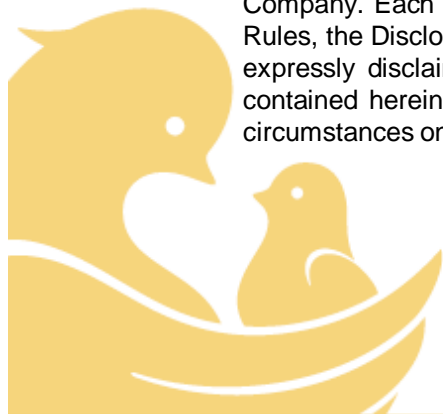 Company. Each
Rules, the Disclo
expressly disclai
contained herein
circumstances or